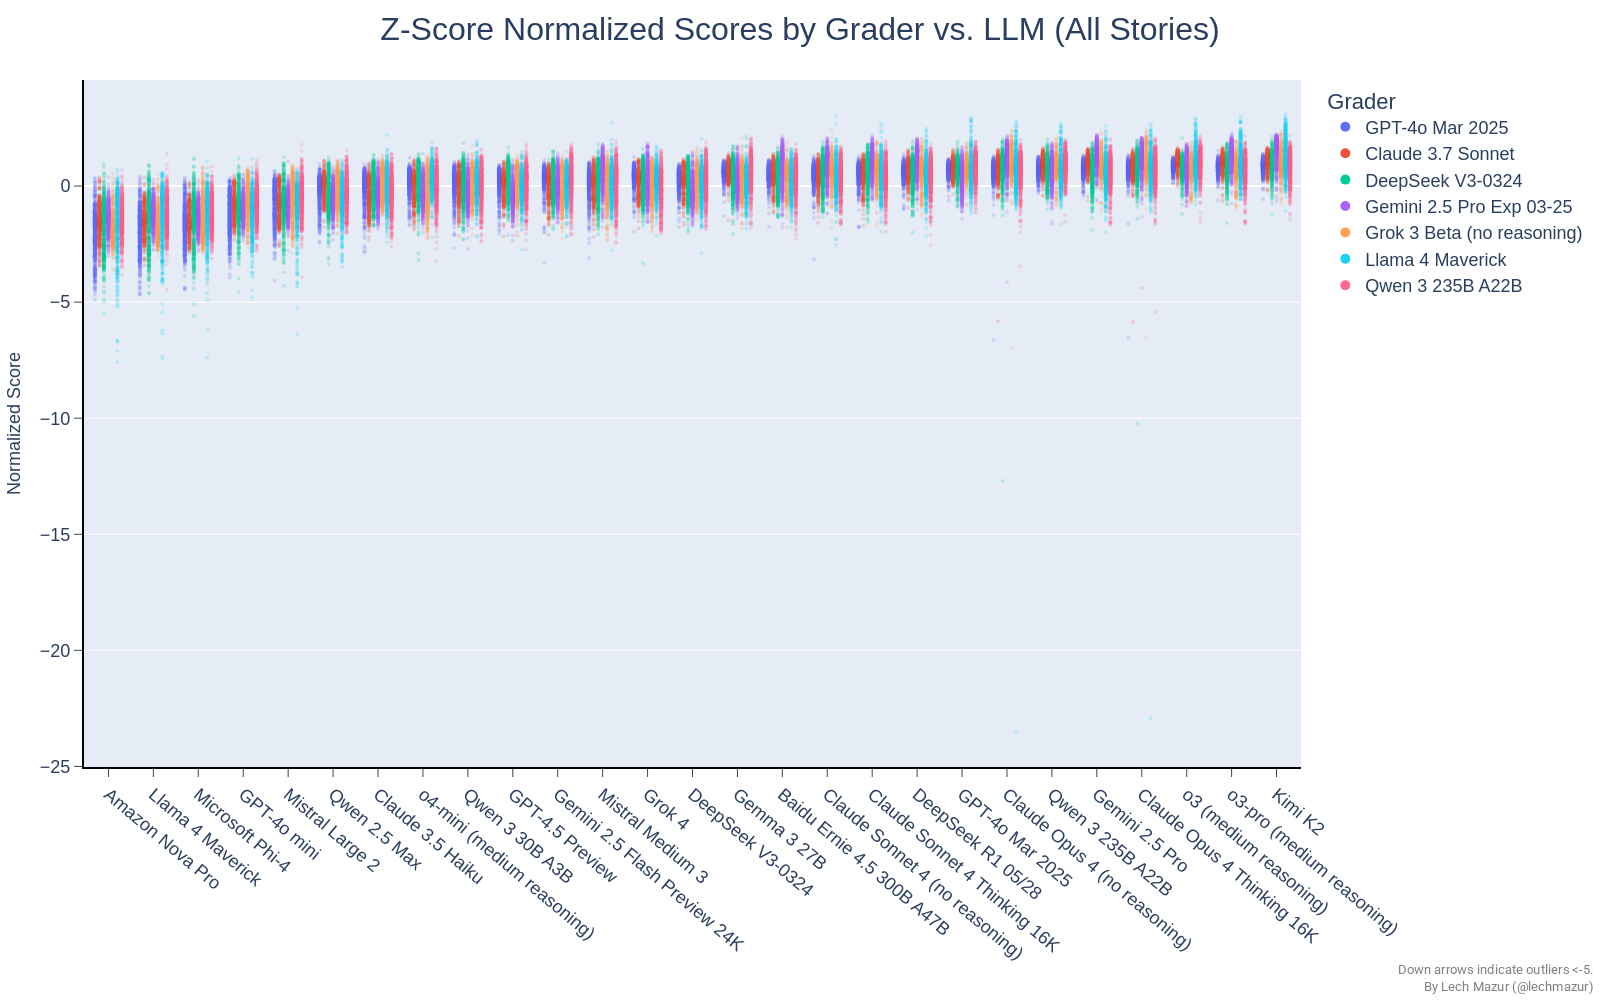 Z-Score Normalized Scores by Grader vs. LLM (All Stories)
Grader
GPT-4o Mar 2025
Claude 3.7 Sonnet
DeepSeek V3-0324
Gemini 2.5 Pro Exp 03-25
Grok 3 Beta (no reasoning)
Llama 4 Maverick
Qwen 3 235B A22B
Normalized Score
0
−5
−10
−15
−20
−25
Amazon Nova Pro
Llama 4 Maverick
Microsoft Phi-4
GPT-4o mini
Mistral Large 2
Qwen 2.5 Max
Claude 3.5 Haiku
o4-mini (medium reasoning)
Qwen 3 30B A3B
GPT-4.5 Preview
Gemini 2.5 Flash Preview 24K
Mistral Medium 3
Grok 4
DeepSeek V3-0324
Gemma 3 27B
Baidu Ernie 4.5 300B A47B
Claude Sonnet 4 (no reasoning)
Claude Sonnet 4 Thinking 16K
DeepSeek R1 05/28
GPT-4o Mar 2025
Claude Opus 4 (no reasoning)
Qwen 3 235B A22B
Gemini 2.5 Pro
Claude Opus 4 Thinking 16K
o3 (medium reasoning)
o3-pro (medium reasoning)
Kimi K2
Down arrows indicate outliers <-5.
By Lech Mazur (@lechmazur)